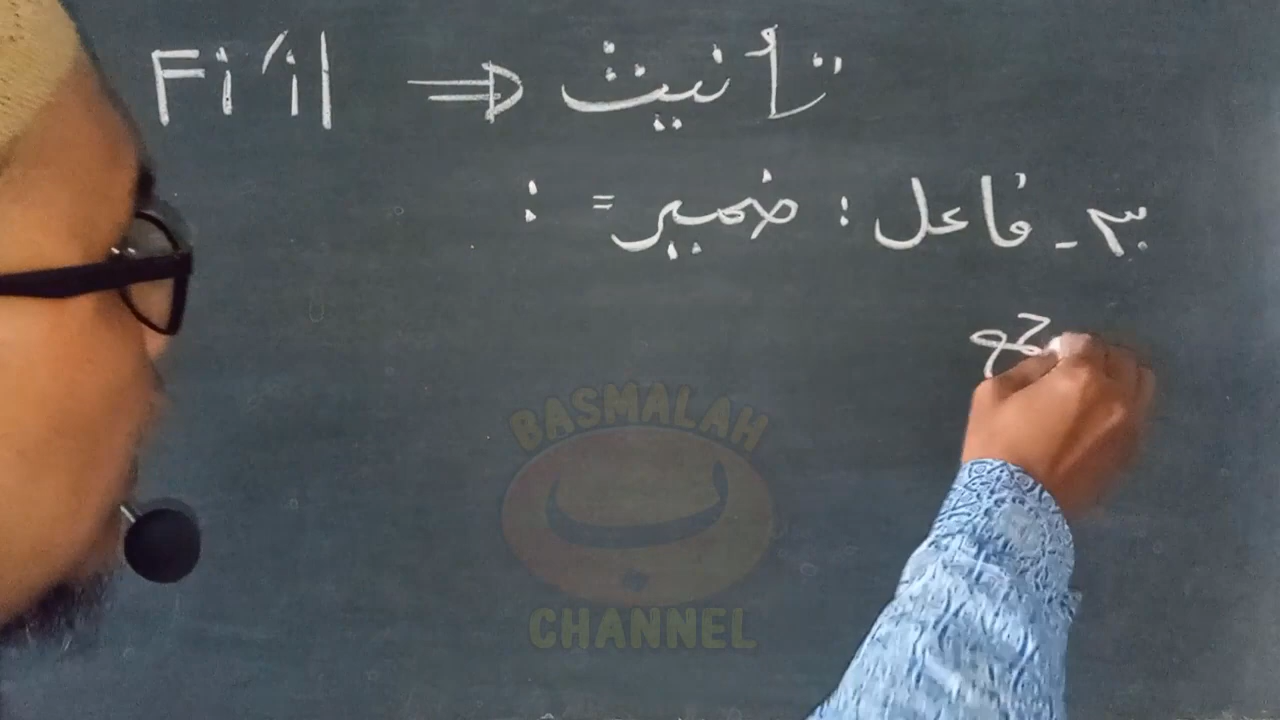 Fi'il ⇒ تأنيث
٣ - فاعل : ضمير = :
BASMALAH
ب
CHANNEL